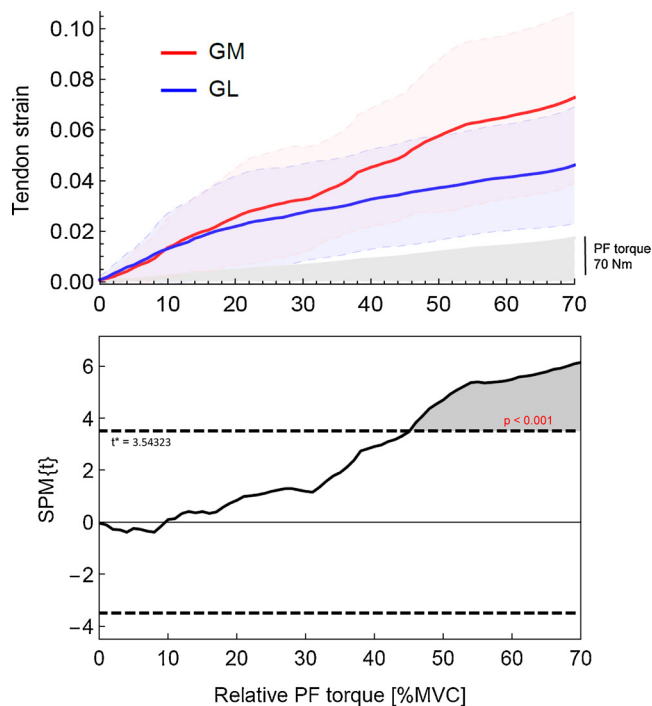 0.10
GM
0.08
GL
0.06
Tendon strain
0.04
0.02
PF torque
70 Nm
0.00
0 10 20 30 40 50 60 70
6
4
p < 0.001
t* = 3.54323
2
SPM{t}
0
−2
−4
0 10 20 30 40 50 60 70
Relative PF torque [%MVC]